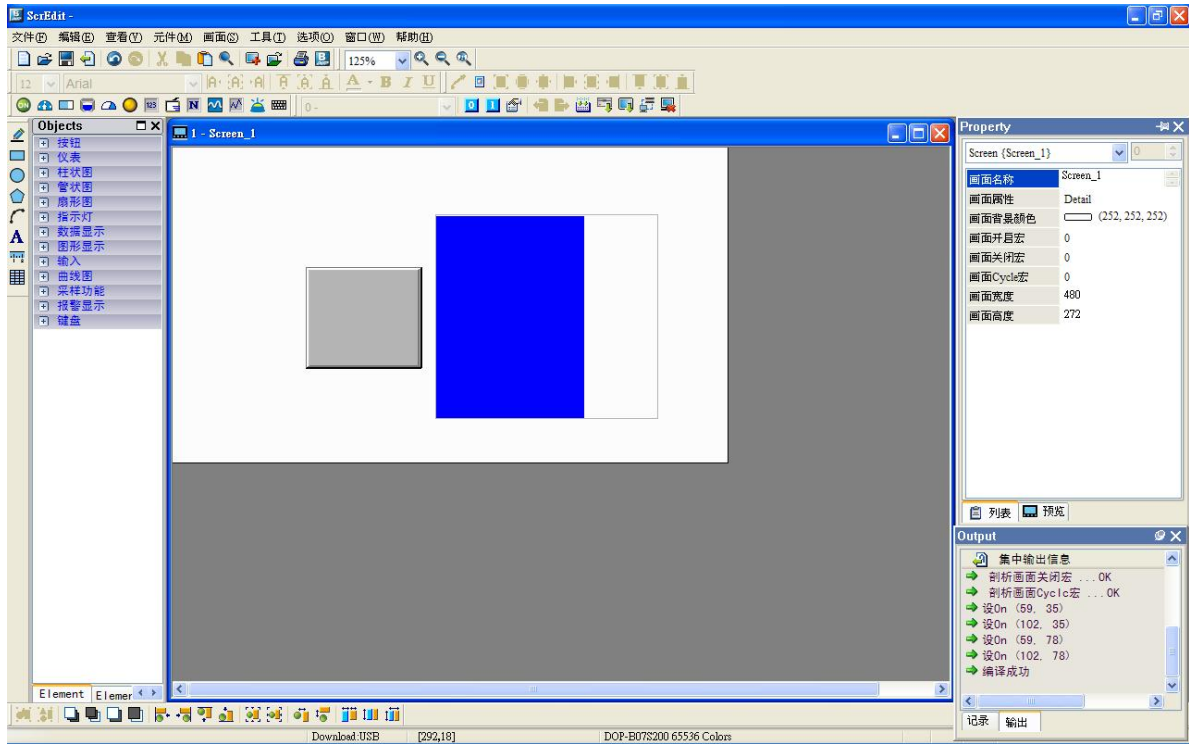 ScrEdit -
文件(F) 编辑(E) 查看(V) 元件(M) 画面(S) 工具(T) 选项(O) 窗口(W) 帮助(H)
125%
12 Arial
0 -
Objects
按钮
仪表
柱状图
管状图
扇形图
指示灯
数据显示
图形显示
输入
曲线图
采样功能
报警显示
键盘
Element Elemer
1 - Screen_1
Property
Screen {Screen_1} 0
画面名称 Screen_1
画面属性 Detail
画面背景颜色 (252, 252, 252)
画面开启宏 0
画面关闭宏 0
画面Cycle宏 0
画面宽度 480
画面高度 272
列表 预览
Output
集中输出信息
剖析画面关闭宏 ...OK
剖析画面Cycle宏 ...OK
设On (59, 35)
设On (102, 35)
设On (59, 78)
设On (102, 78)
编译成功
记录 输出
Download:USB [292,18] DOP-B07S200 65536 Colors